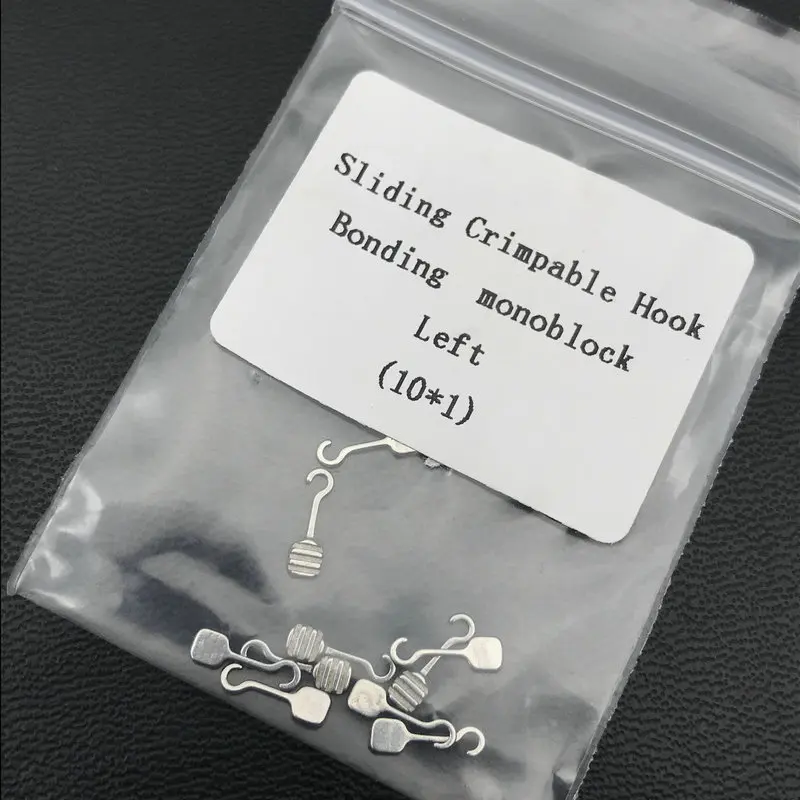 Sliding Crimpable Hook
Bonding monoblock
Left
(10*1)